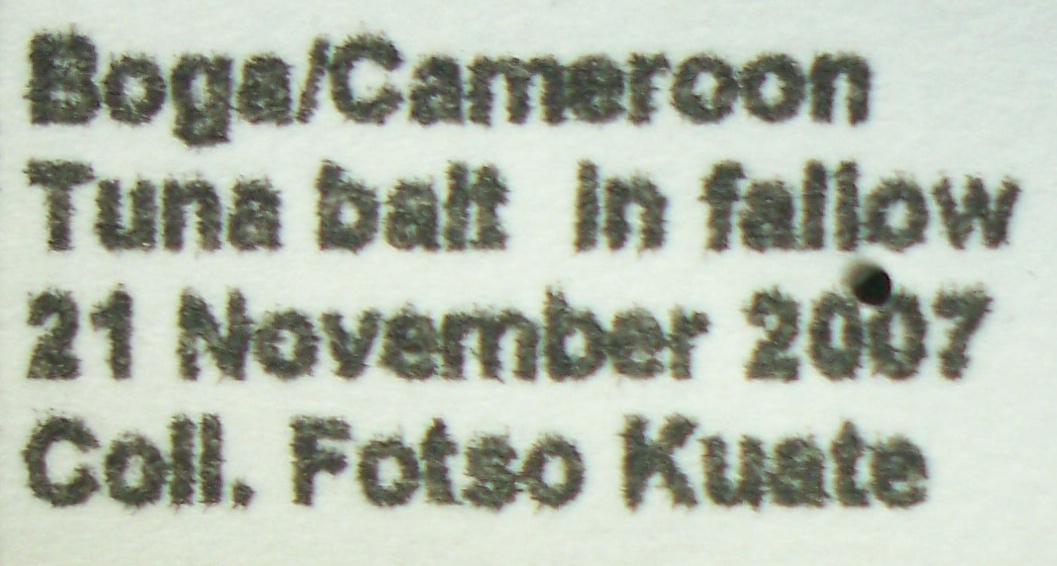 Boga/Cameroon
Tuna bait in fallow
21 November 2007
Coll. Fotso Kuate